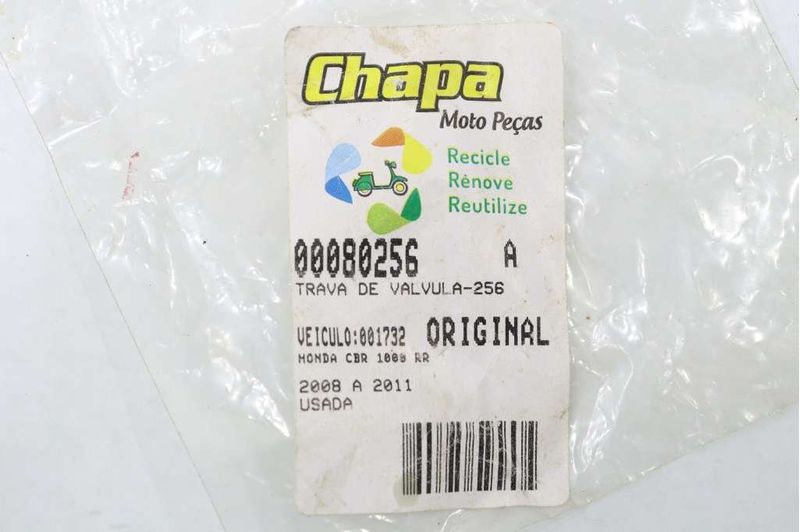 Chapa
Moto Peças
Recicle
Renove
Reutilize
00080256 A
TRAVA DE VALVULA-256
VEICULO:001732 ORIGINAL
HONDA CBR 1000 RR
2008 A 2011
USADA